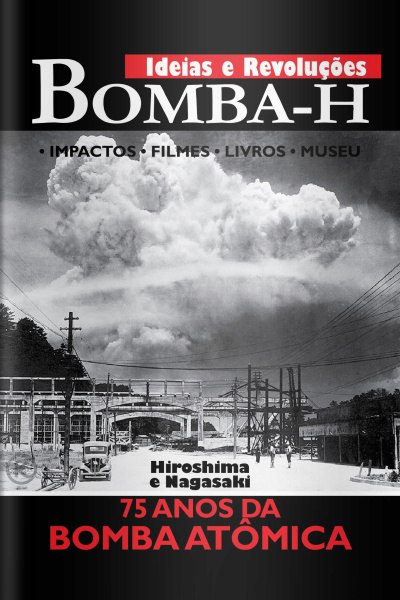 Ideias e Revoluções
BOMBA-H
• IMPACTOS • FILMES • LIVROS • MUSEU
Hiroshima
e Nagasaki
75 ANOS DA
BOMBA ATÔMICA